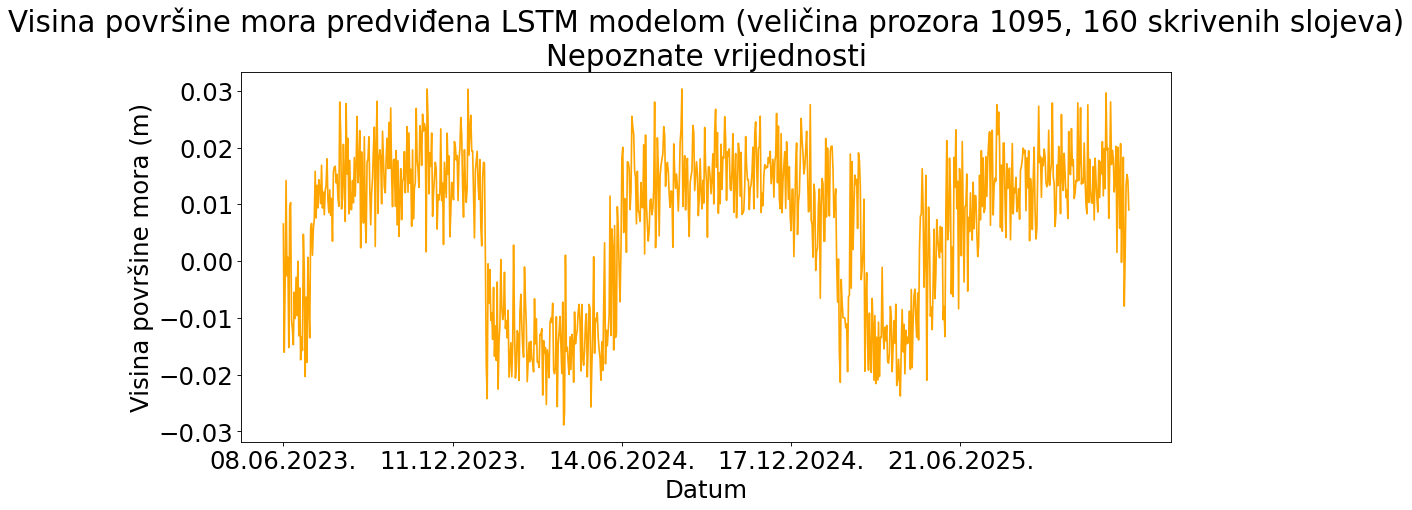 Visina površine mora predviđena LSTM modelom (veličina prozora 1095, 160 skrivenih slojeva)
Nepoznate vrijednosti
Visina površine mora (m)
0.03
0.02
0.01
0.00
−0.01
−0.02
−0.03
08.06.2023. 11.12.2023. 14.06.2024. 17.12.2024. 21.06.2025.
Datum